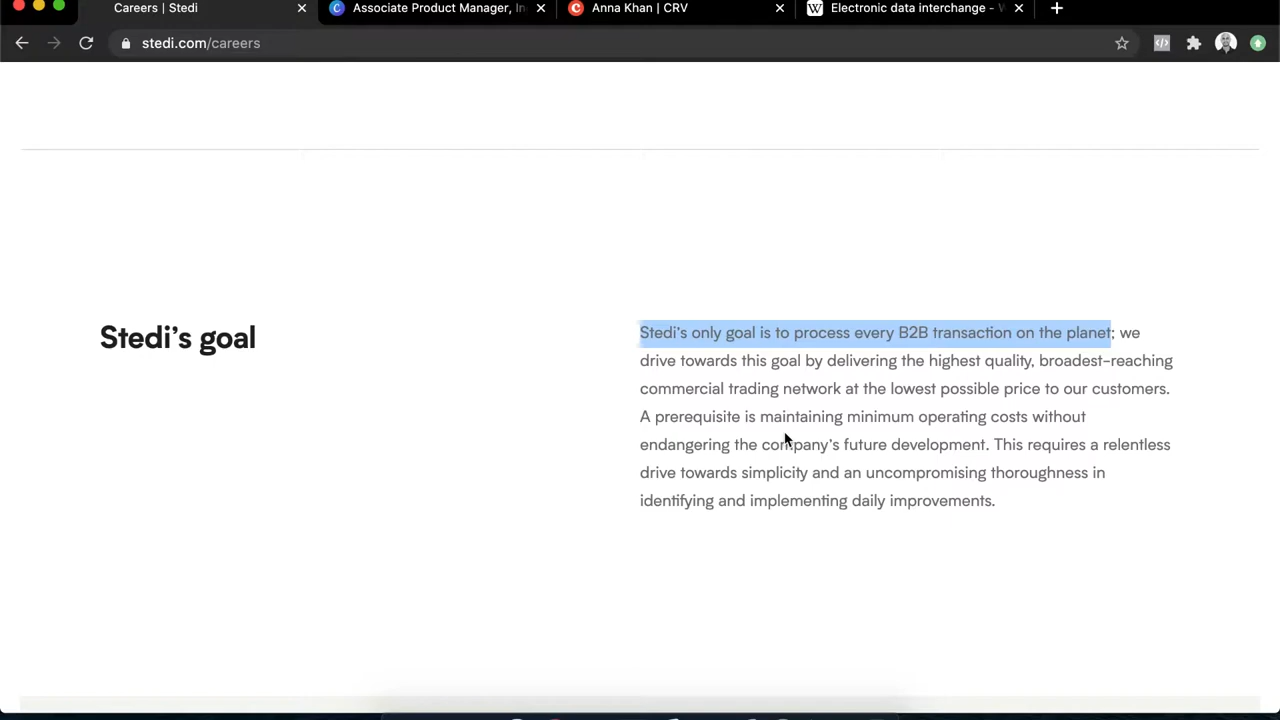 Careers | Stedi
Associate Product Manager, In
Anna Khan | CRV
Electronic data interchange -
stedi.com/careers
Stedi's goal
Stedi's only goal is to process every B2B transaction on the planet; we
drive towards this goal by delivering the highest quality, broadest-reaching
commercial trading network at the lowest possible price to our customers.
A prerequisite is maintaining minimum operating costs without
endangering the company's future development. This requires a relentless
drive towards simplicity and an uncompromising thoroughness in
identifying and implementing daily improvements.